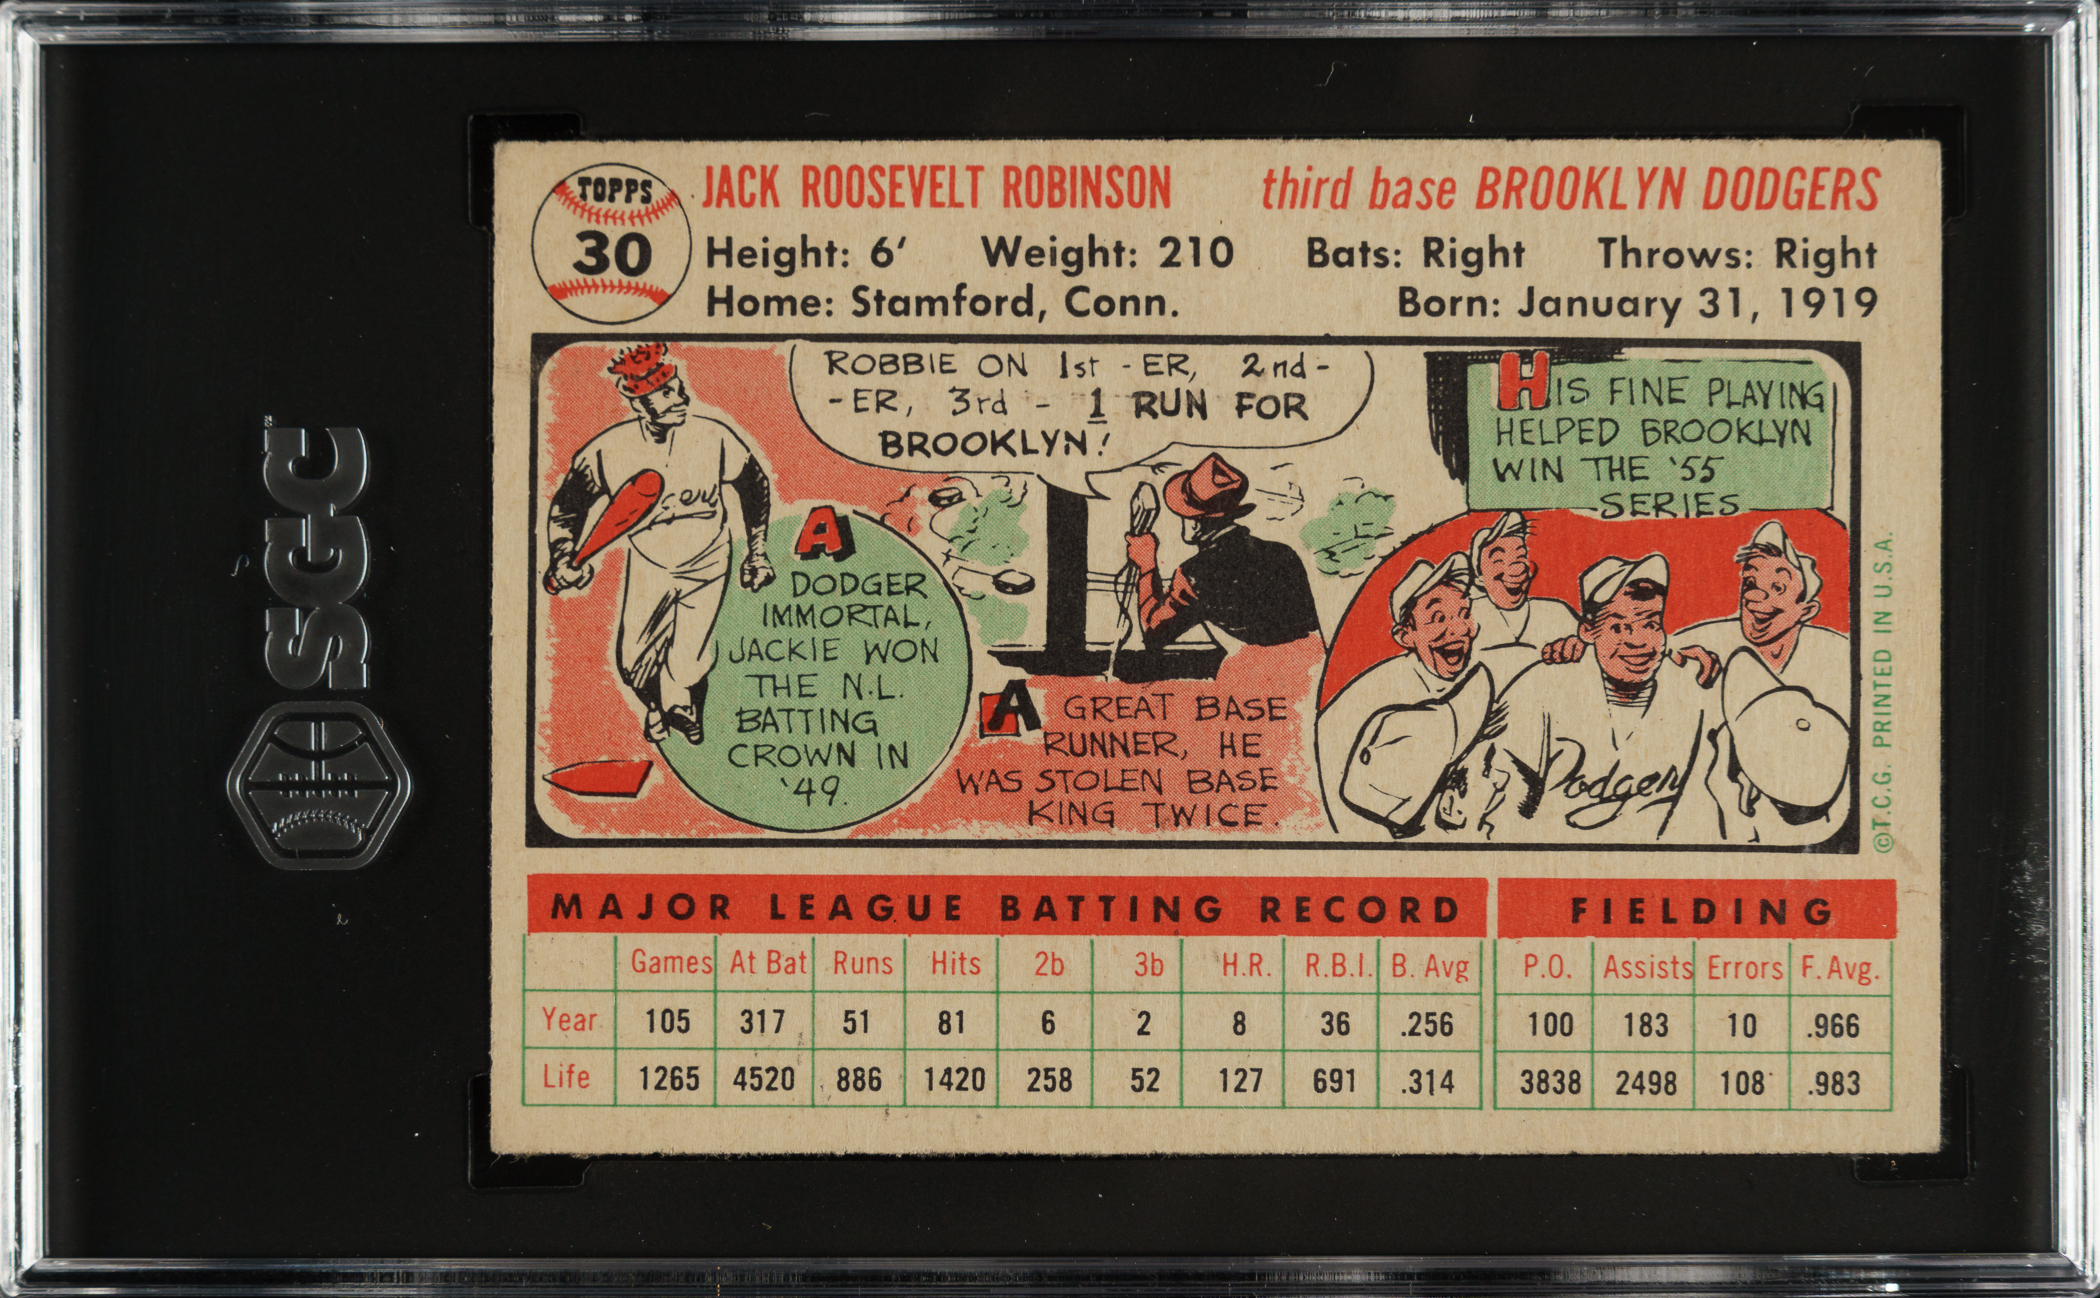 TOPPS
30
JACK ROOSEVELT ROBINSON third base BROOKLYN DODGERS
Height: 6' Weight: 210 Bats: Right Throws: Right
Home: Stamford, Conn. Born: January 31, 1919
ROBBIE ON 1st -ER, 2nd-
-ER, 3rd - 1 RUN FOR
BROOKLYN!
HIS FINE PLAYING
HELPED BROOKLYN
WIN THE '55
SERIES
A
DODGER
IMMORTAL,
JACKIE WON
THE N.L.
BATTING
CROWN IN
'49.
A GREAT BASE
RUNNER, HE
WAS STOLEN BASE
KING TWICE.
Dodgers
©T.C.G. PRINTED IN U.S.A.
SGC
MAJOR LEAGUE BATTING RECORD FIELDING
Games At Bat Runs Hits 2b 3b H.R. R.B.I. B. Avg P.O. Assists Errors F. Avg.
Year 105 317 51 81 6 2 8 36 .256 100 183 10 .966
Life 1265 4520 886 1420 258 52 127 691 .314 3838 2498 108 .983